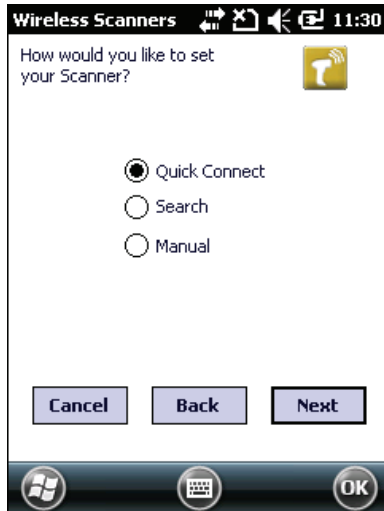 Wireless Scanners 11:30
How would you like to set
your Scanner?
Quick Connect
Search
Manual
Cancel Back Next
OK